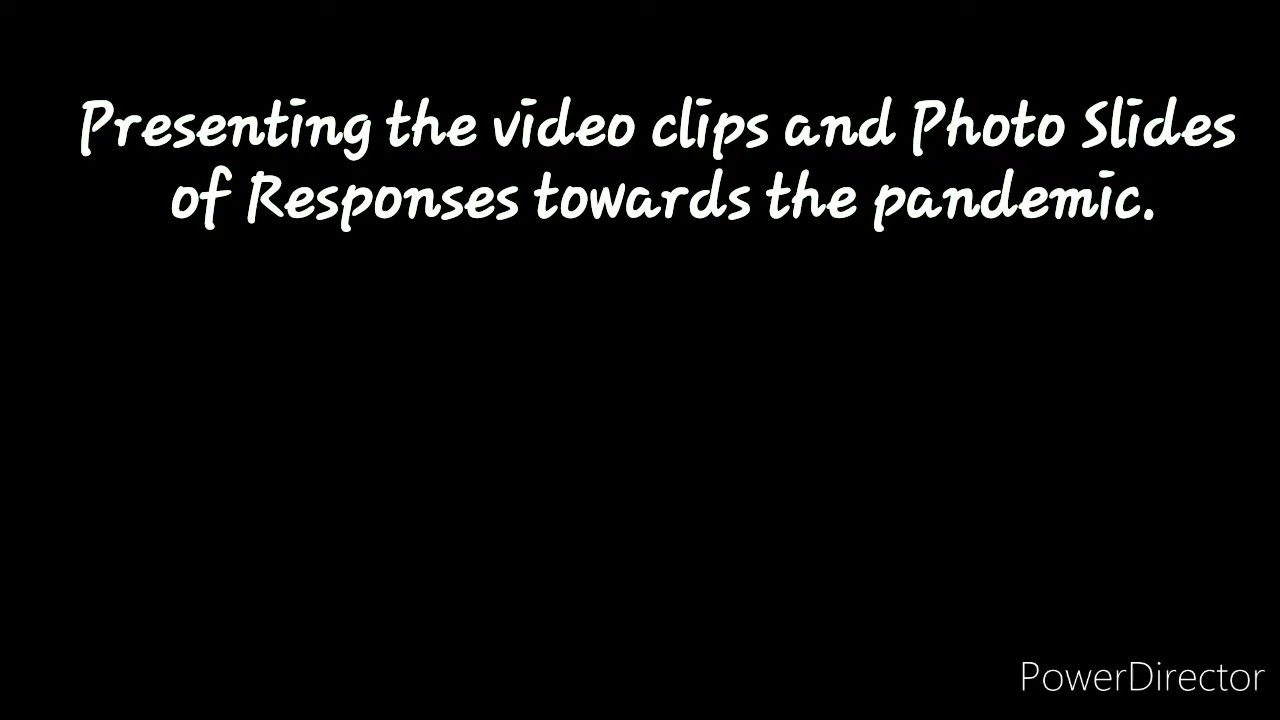 Presenting the video clips and Photo Slides
of Responses towards the pandemic.
PowerDirector